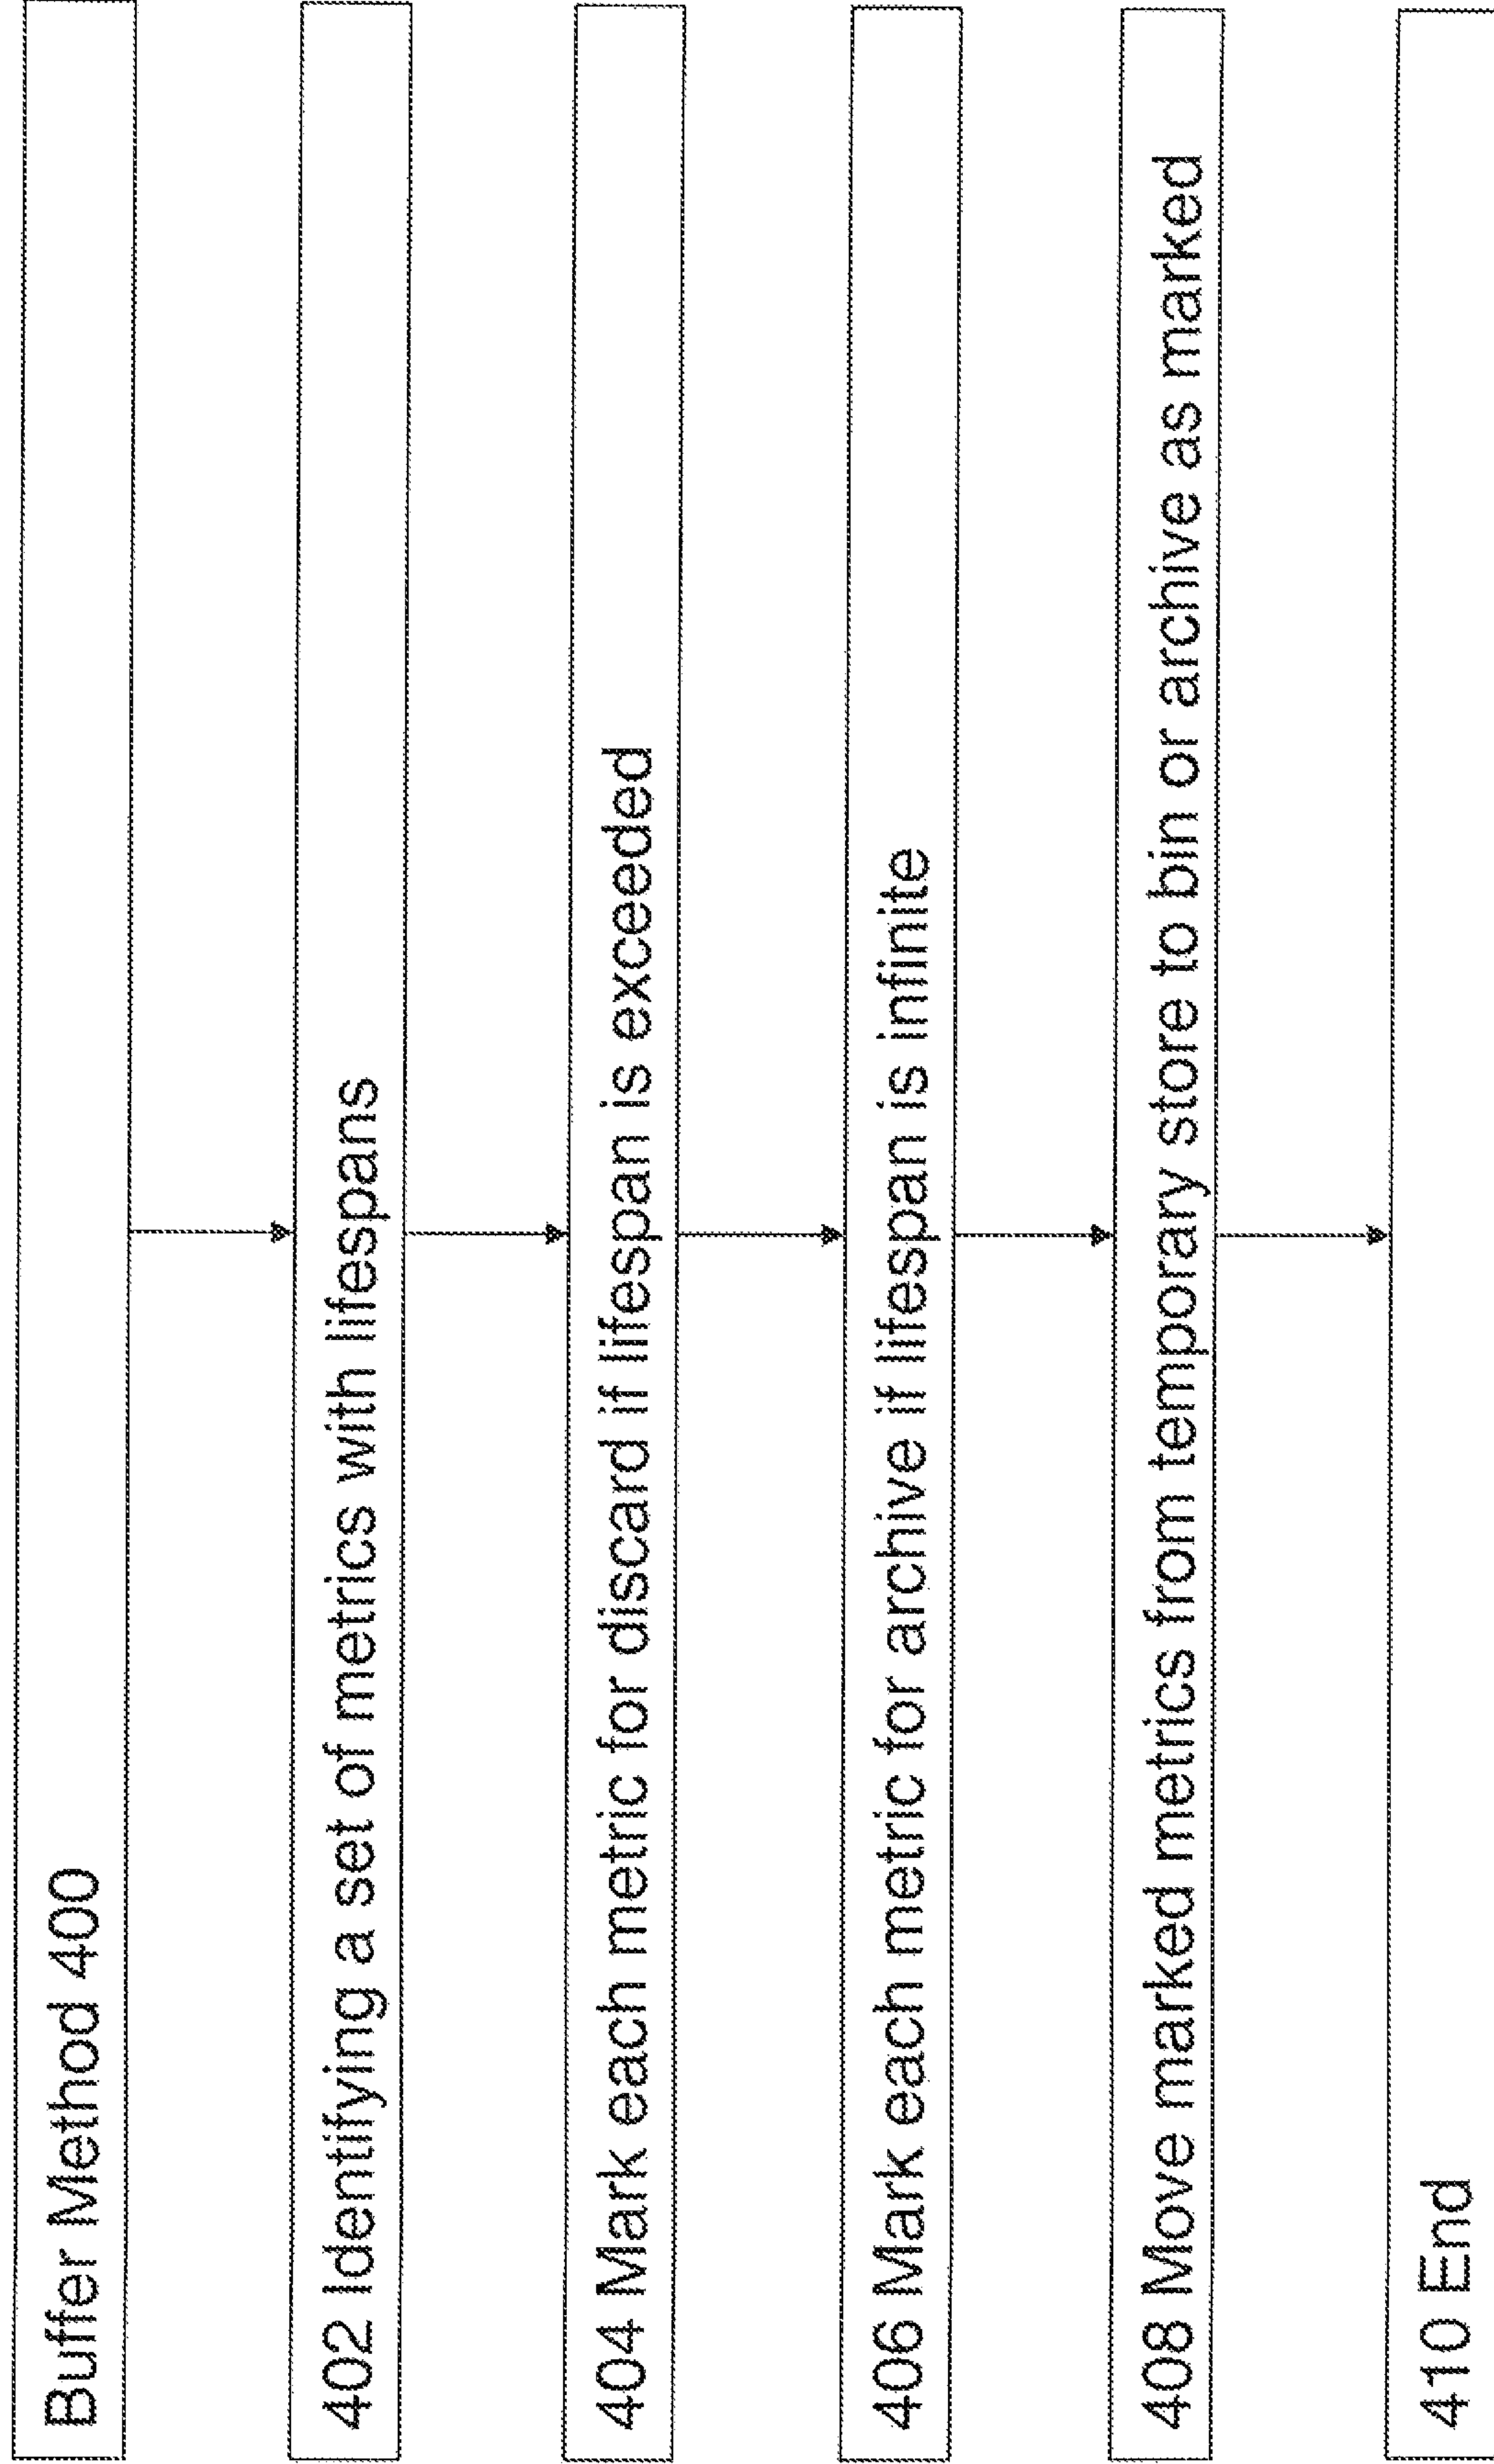 Buffer Method 400
402 Identifying a set of metrics with lifespans
404 Mark each metric for discard if lifespan is exceeded
406 Mark each metric for archive if lifespan is infinite
408 Move marked metrics from temporary store to bin or archive as marked
410 End